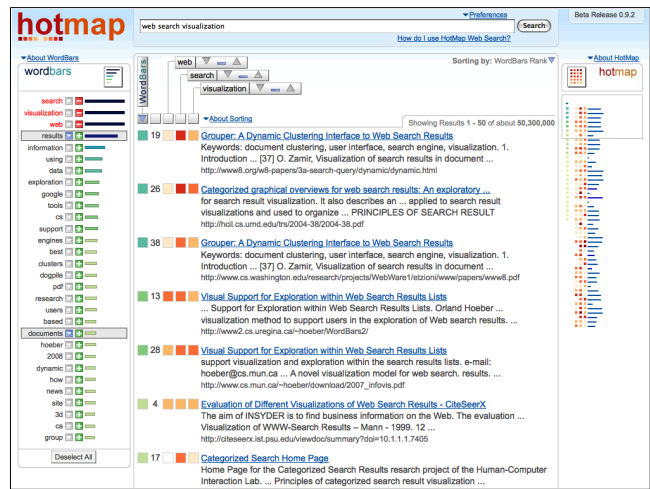 hotmap
web search visualization
Preferences
Search
How do I use HotMap Web Search?
Beta Release 0.9.2
About WordBars
wordbars
search
visualization
web
results
information
using
data
exploration
google
tools
cs
support
engines
best
clusters
dogpile
pdf
research
users
based
documents
hoeber
2008
dynamic
how
news
site
3d
ca
group
Deselect All
WordBars
web
search
visualization
Sorting by: WordBars Rank
About Sorting
Showing Results 1 - 50 of about 50,300,000
19 Grouper: A Dynamic Clustering Interface to Web Search Results
Keywords: document clustering, user interface, search engine, visualization. 1.
Introduction ... [37] O. Zamir, Visualization of search results in document ...
http://www8.org/w8-papers/3a-search-query/dynamic/dynamic.html
26 Categorized graphical overviews for web search results: An exploratory ...
for search result visualization. It also describes an ... applied to search result
visualizations and used to organize ... PRINCIPLES OF SEARCH RESULT
http://hcil.cs.umd.edu/trs/2004-38/2004-38.pdf
38 Grouper: A Dynamic Clustering Interface to Web Search Results
Keywords: document clustering, user interface, search engine, visualization. 1.
Introduction ... [37] O. Zamir, Visualization of search results in document ...
http://www.cs.washington.edu/research/projects/WebWare1/etzioni/www/papers/www8.pdf
13 Visual Support for Exploration within Web Search Results Lists
... Support for Exploration within Web Search Results Lists. Orland Hoeber ...
visualization method to support users in the exploration of Web search results. ...
http://www2.cs.uregina.ca/~hoeber/WordBars2/
28 Visual Support for Exploration within Web Search Results Lists
support visualization and exploration within the search results lists. e-mail:
hoeber@cs.mun.ca ... A novel visualization model for web search. results. ...
http://www.cs.mun.ca/~hoeber/download/2007_infovis.pdf
4 Evaluation of Different Visualizations of Web Search Results - CiteSeerX
The aim of INSYDER is to find business information on the Web. The evaluation ...
Visualization of WWW-Search Results – Mann - 1999. 12 ...
http://citeseerx.ist.psu.edu/viewdoc/summary?doi=10.1.1.1.7405
17 Categorized Search Home Page
Home Page for the Categorized Search Results resarch project of the Human-Computer
Interaction Lab. ... Principles of categorized search result visualization ...
About HotMap
hotmap